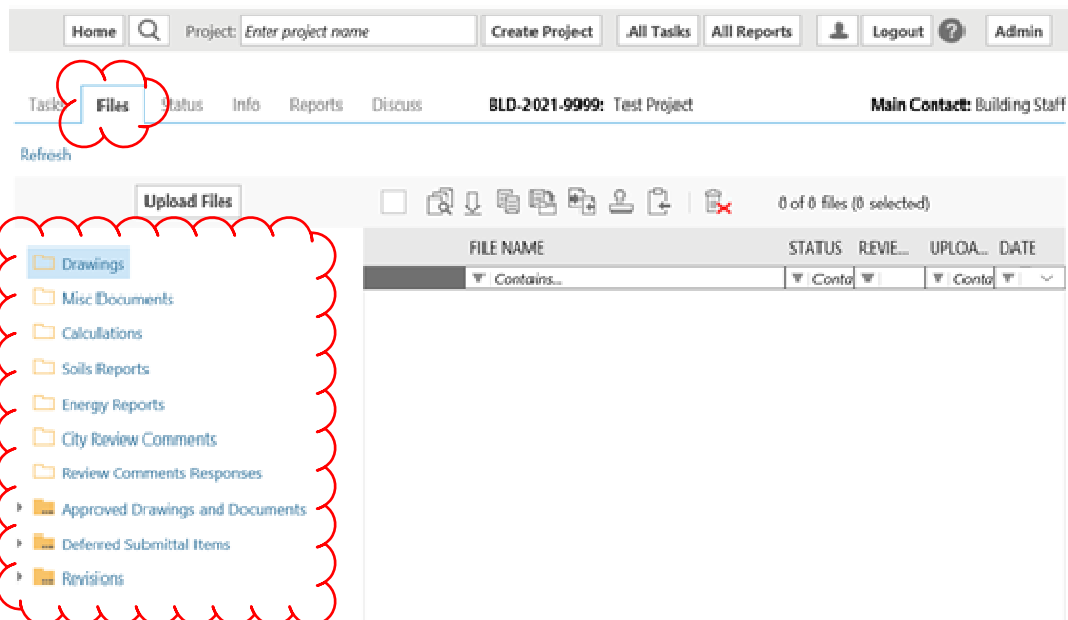 Home Project: Enter project name Create Project All Tasks All Reports Logout ? Admin
Tasks Files Status Info Reports Discuss BLD-2021-9999: Test Project Main Contact: Building Staff
Refresh
Upload Files 0 of 0 files (0 selected)
FILE NAME STATUS REVIE... UPLOA... DATE
Contains... Conta Conta
Drawings
Misc Documents
Calculations
Soils Reports
Energy Reports
City Review Comments
Review Comments Responses
Approved Drawings and Documents
Deferred Submittal Items
Revisions